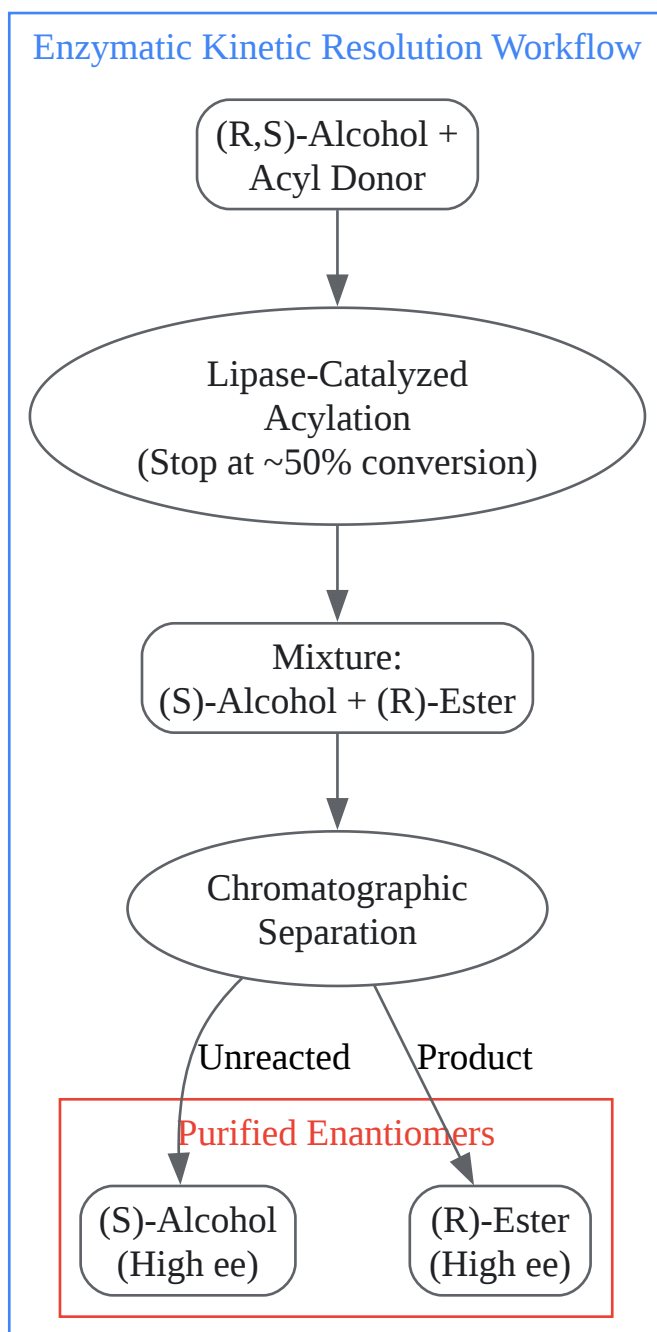 Enzymatic Kinetic Resolution Workflow
(R,S)-Alcohol +
Acyl Donor
Lipase-Catalyzed
Acylation
(Stop at ~50% conversion)
Mixture:
(S)-Alcohol + (R)-Ester
Chromatographic
Separation
Unreacted
Product
Purified Enantiomers
(S)-Alcohol
(High ee)
(R)-Ester
(High ee)